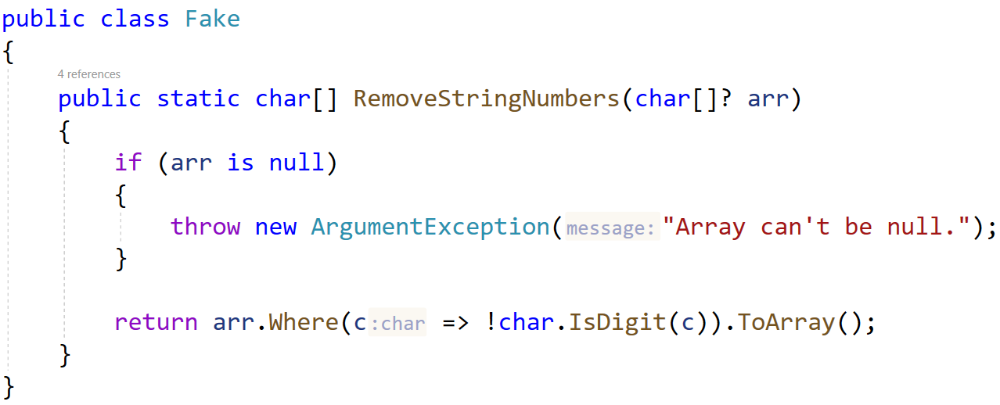 public class Fake
{
4 references
public static char[] RemoveStringNumbers(char[]? arr)
{
if (arr is null)
{
throw new ArgumentException(message:"Array can't be null.");
}
return arr.Where(c:char => !char.IsDigit(c)).ToArray();
}
}